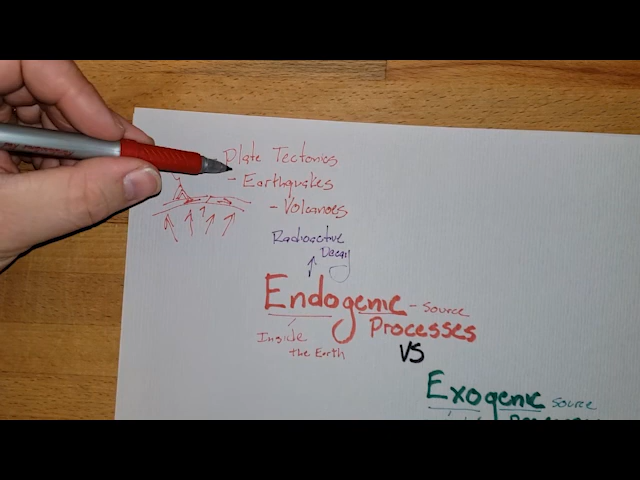 Plate Tectonics
- Earthquakes
- Volcanoes
Radioactive
Decay
Endogenic - Source
Processes
Inside
the Earth
VS
Exogenic Source